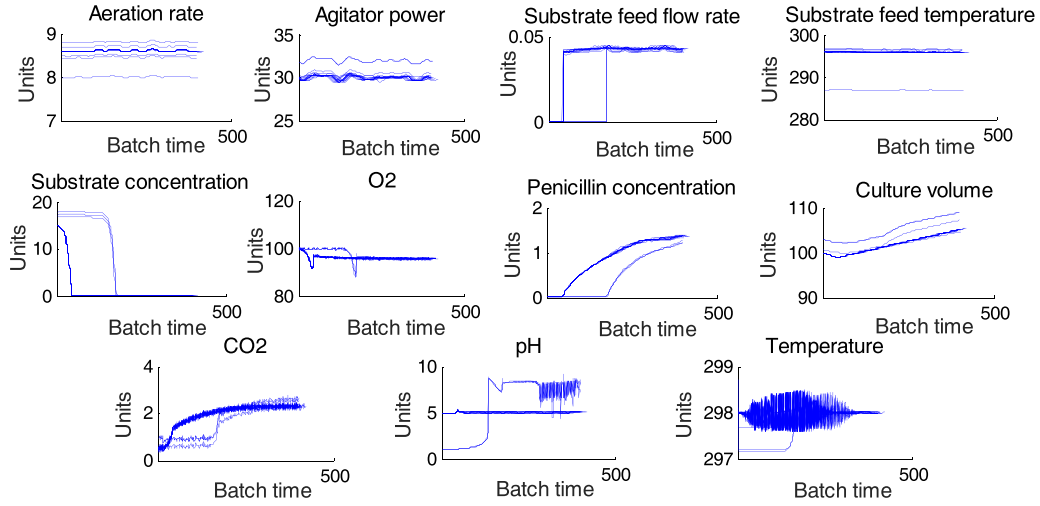 Aeration rate
9
8
7
Units
500
Batch time
Agitator power
35
30
25
Units
500
Batch time
Substrate feed flow rate
0.05
0
Units
500
Batch time
Substrate feed temperature
300
290
280
Units
500
Batch time
Substrate concentration
20
10
0
Units
500
Batch time
O2
120
100
80
Units
500
Batch time
Penicillin concentration
2
1
0
Units
500
Batch time
Culture volume
110
100
90
Units
500
Batch time
CO2
4
2
0
Units
500
Batch time
pH
10
5
0
Units
500
Batch time
Temperature
299
298
297
Units
500
Batch time